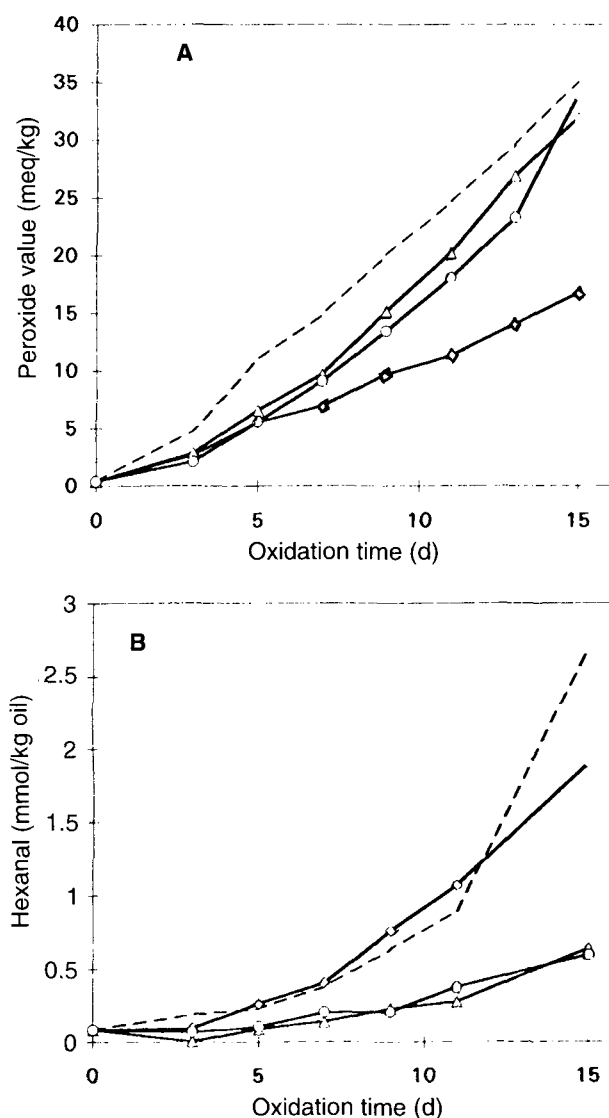 A
40
35
30
25
20
15
10
5
0
Peroxide value (meq/kg)
0 5 10 15
Oxidation time (d)
B
3
2.5
2
1.5
1
0.5
0
Hexanal (mmol/kg oil)
0 5 10 15
Oxidation time (d)